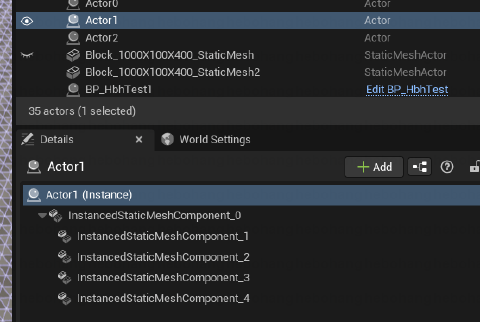 Actor0 Actor
Actor1 Actor
Actor2 Actor
Block_1000X100X400_StaticMesh StaticMeshActor
Block_1000X100X400_StaticMesh2 StaticMeshActor
BP_HbhTest1 Edit BP_HbhTest
35 actors (1 selected)
Details World Settings
Actor1 Add
Actor1 (Instance)
InstancedStaticMeshComponent_0
InstancedStaticMeshComponent_1
InstancedStaticMeshComponent_2
InstancedStaticMeshComponent_3
InstancedStaticMeshComponent_4